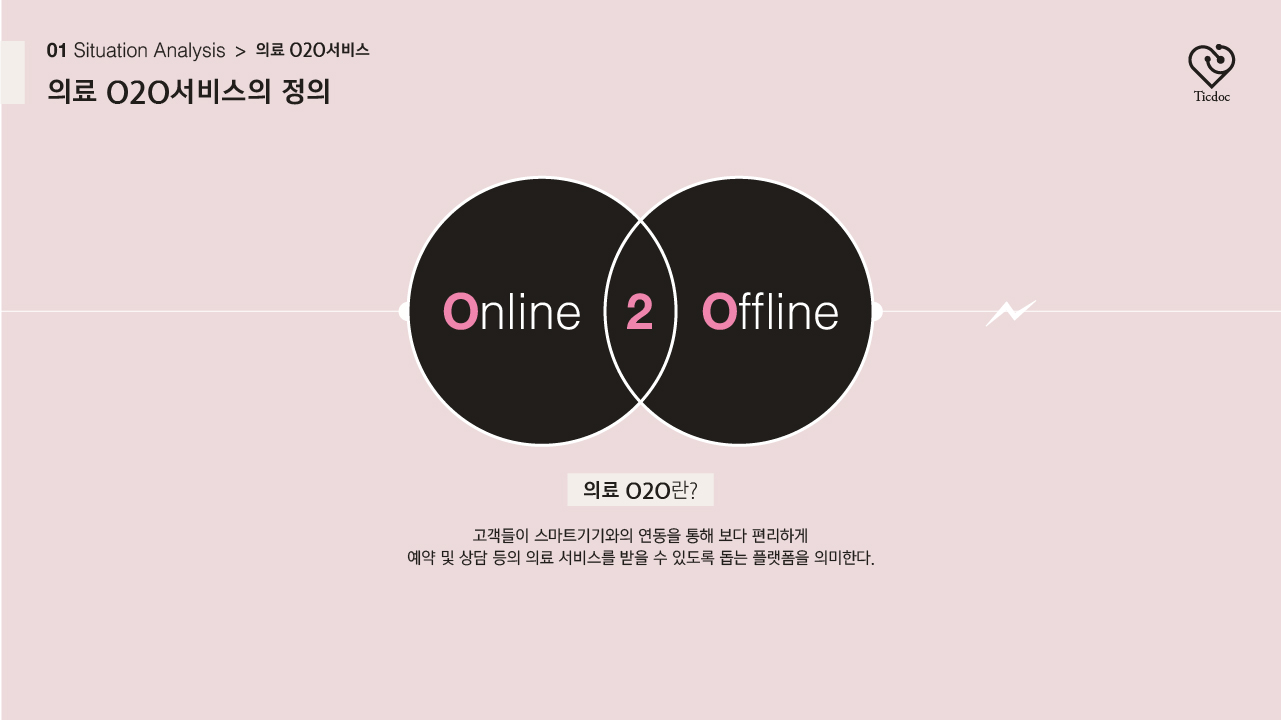 01 Situation Analysis > 의료 O2O서비스
의료 O2O서비스의 정의
Ticdoc
Online 2 Offline
의료 O2O란?
고객들이 스마트기기와의 연동을 통해 보다 편리하게
예약 및 상담 등의 의료 서비스를 받을 수 있도록 돕는 플랫폼을 의미한다.